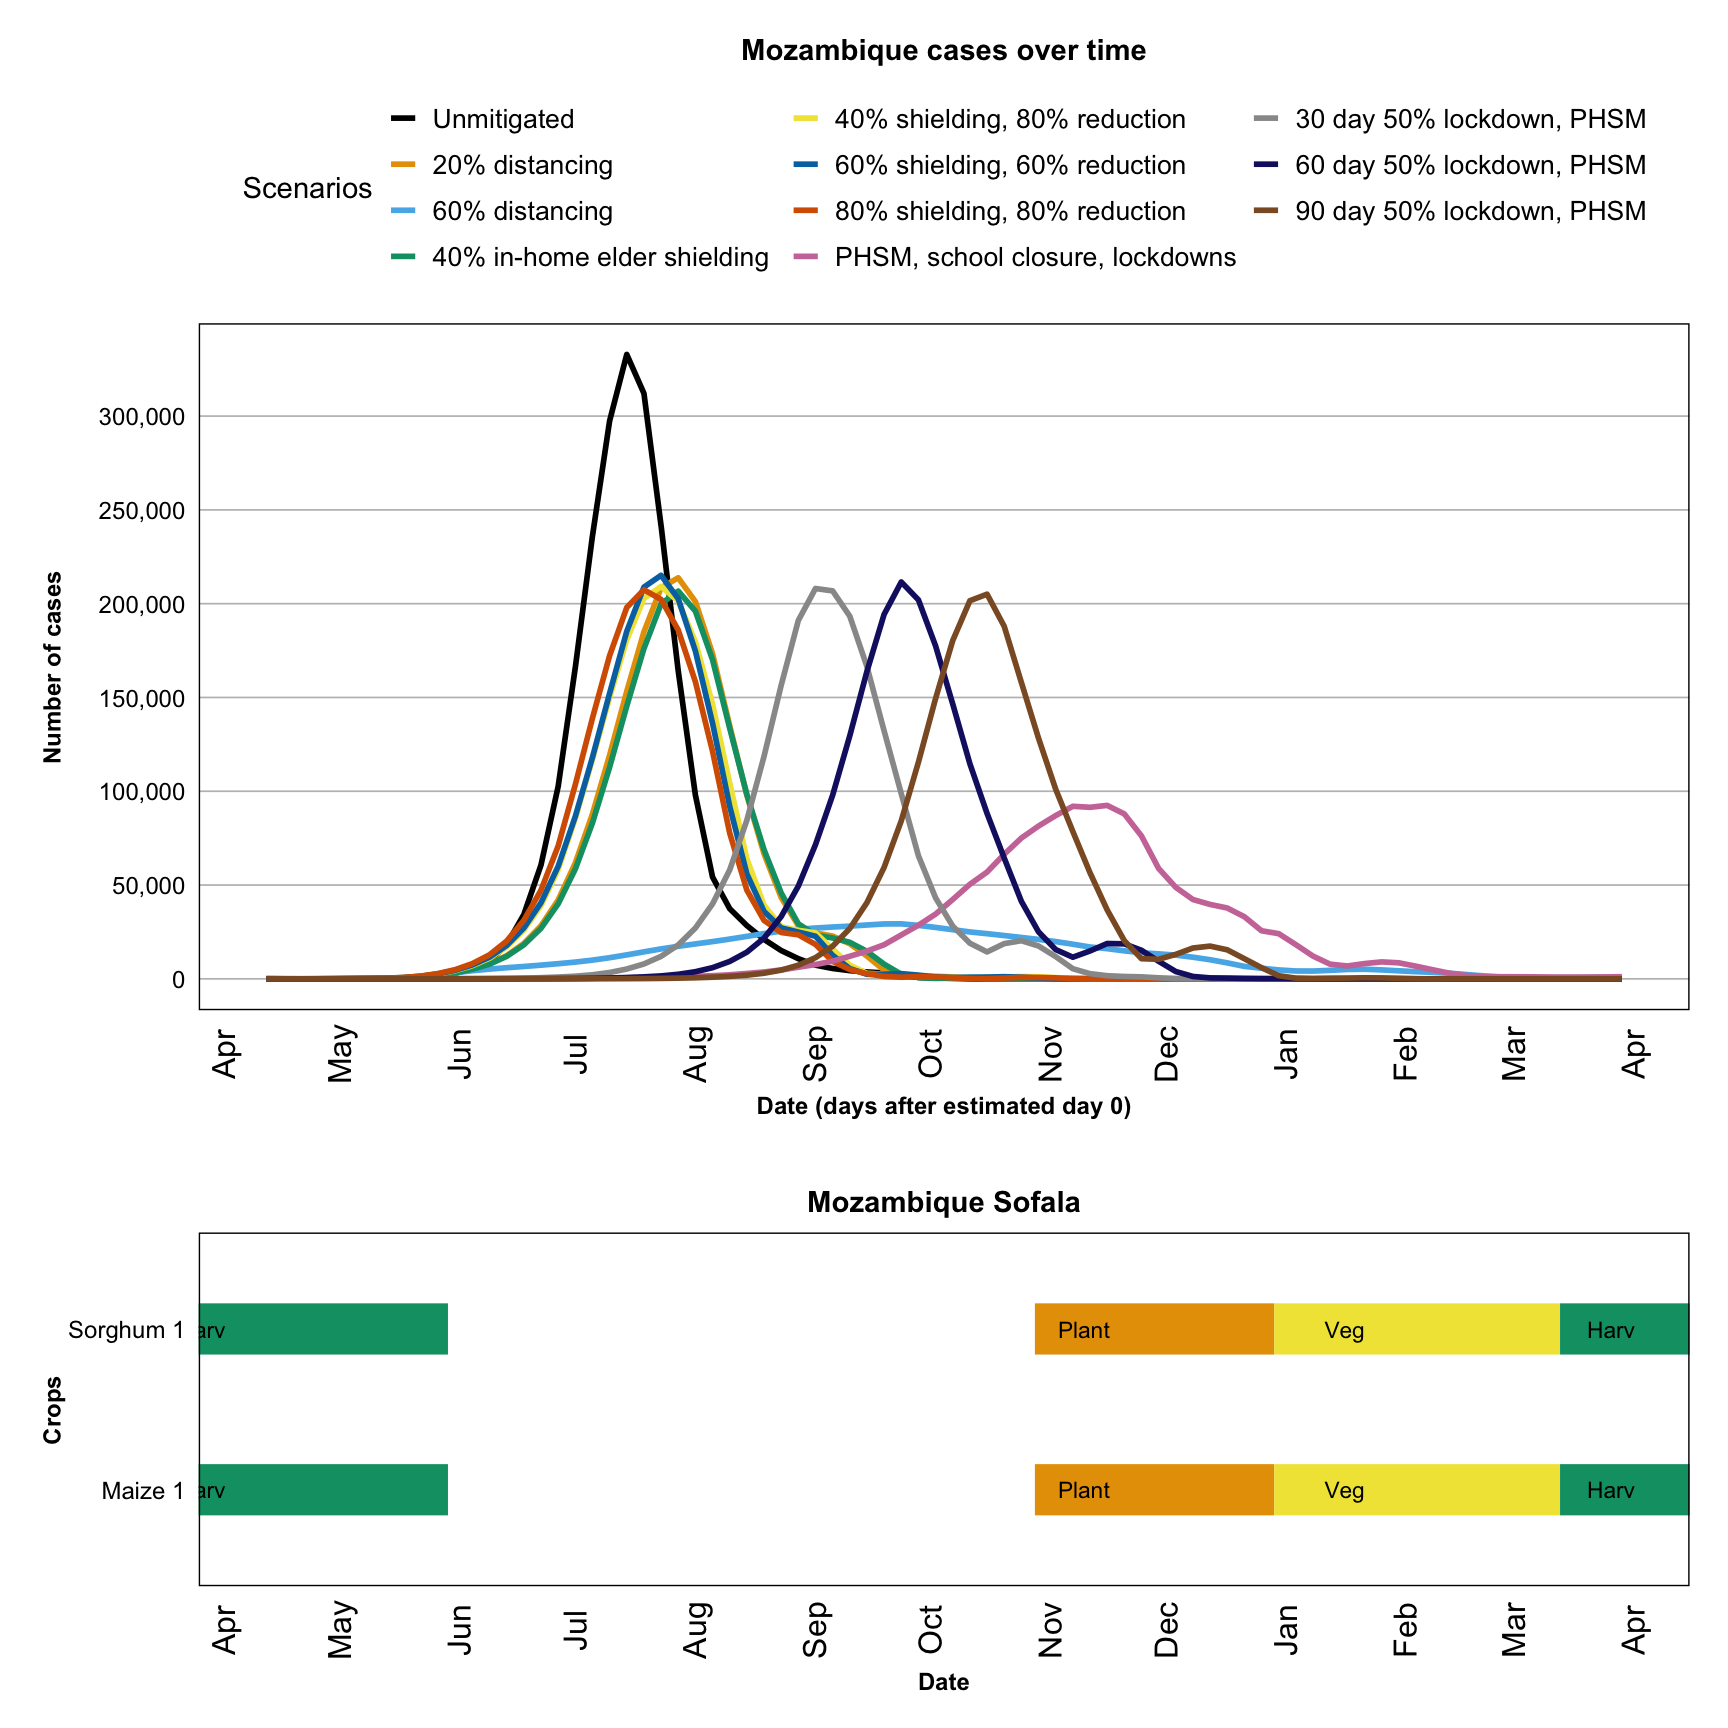 Mozambique cases over time
Scenarios
Unmitigated
20% distancing
60% distancing
40% in-home elder shielding
40% shielding, 80% reduction
60% shielding, 60% reduction
80% shielding, 80% reduction
PHSM, school closure, lockdowns
30 day 50% lockdown, PHSM
60 day 50% lockdown, PHSM
90 day 50% lockdown, PHSM
Number of cases
300,000
250,000
200,000
150,000
100,000
50,000
0
Apr May Jun Jul Aug Sep Oct Nov Dec Jan Feb Mar Apr
Date (days after estimated day 0)
Mozambique Sofala
Crops
Sorghum 1 arv Plant Veg Harv
Maize 1 arv Plant Veg Harv
Apr May Jun Jul Aug Sep Oct Nov Dec Jan Feb Mar Apr
Date